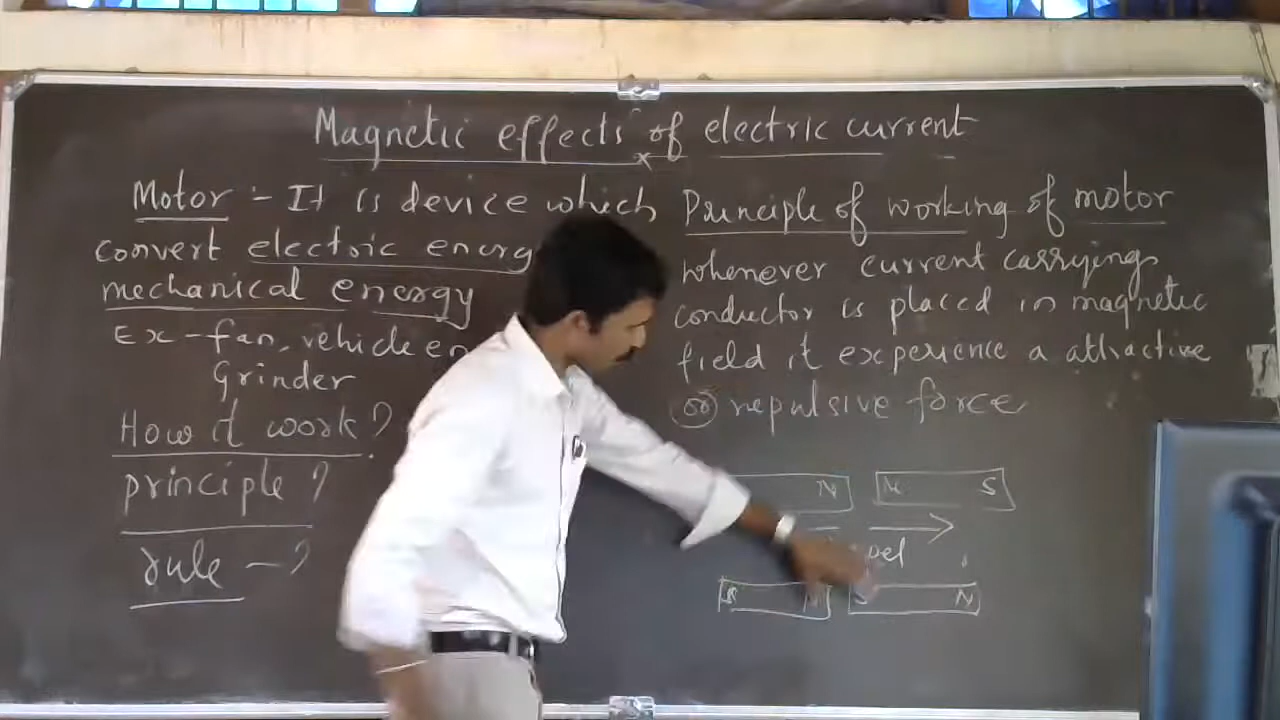 Magnetic effects of electric current
x
Motor :- It is device which
convert electric energy
mechanical energy
Ex - fan, vehicle en
Grinder
How it work?
principle ?
rule - ?
Principle of working of motor
whenever current carrying
conductor is placed in magnetic
field it experience a attractive
(or) repulsive force
N N S
pel
S N S N